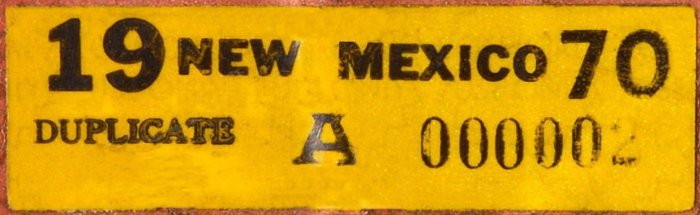 19 NEW MEXICO 70
DUPLICATE A 000002